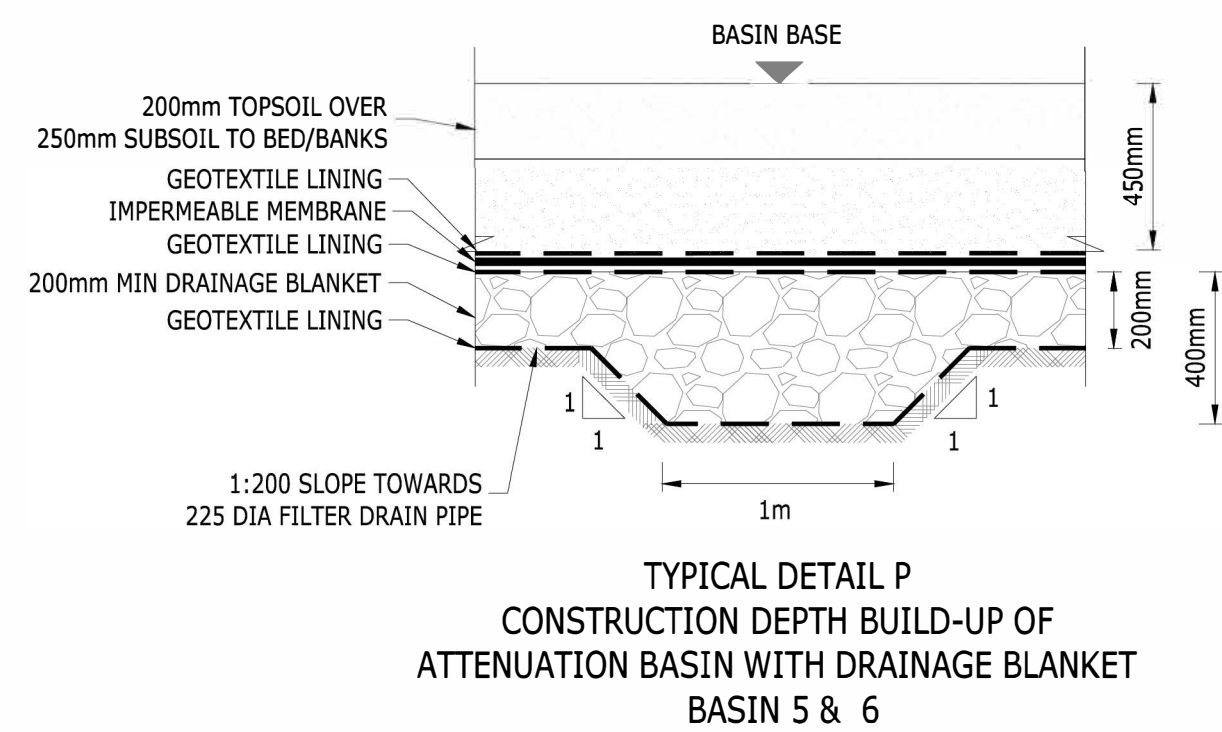 BASIN BASE
200mm TOPSOIL OVER
250mm SUBSOIL TO BED/BANKS
GEOTEXTILE LINING
IMPERMEABLE MEMBRANE
GEOTEXTILE LINING
200mm MIN DRAINAGE BLANKET
GEOTEXTILE LINING
450mm
200mm
400mm
1
1
1
1
1:200 SLOPE TOWARDS
225 DIA FILTER DRAIN PIPE
1m
TYPICAL DETAIL P
CONSTRUCTION DEPTH BUILD-UP OF
ATTENUATION BASIN WITH DRAINAGE BLANKET
BASIN 5 & 6